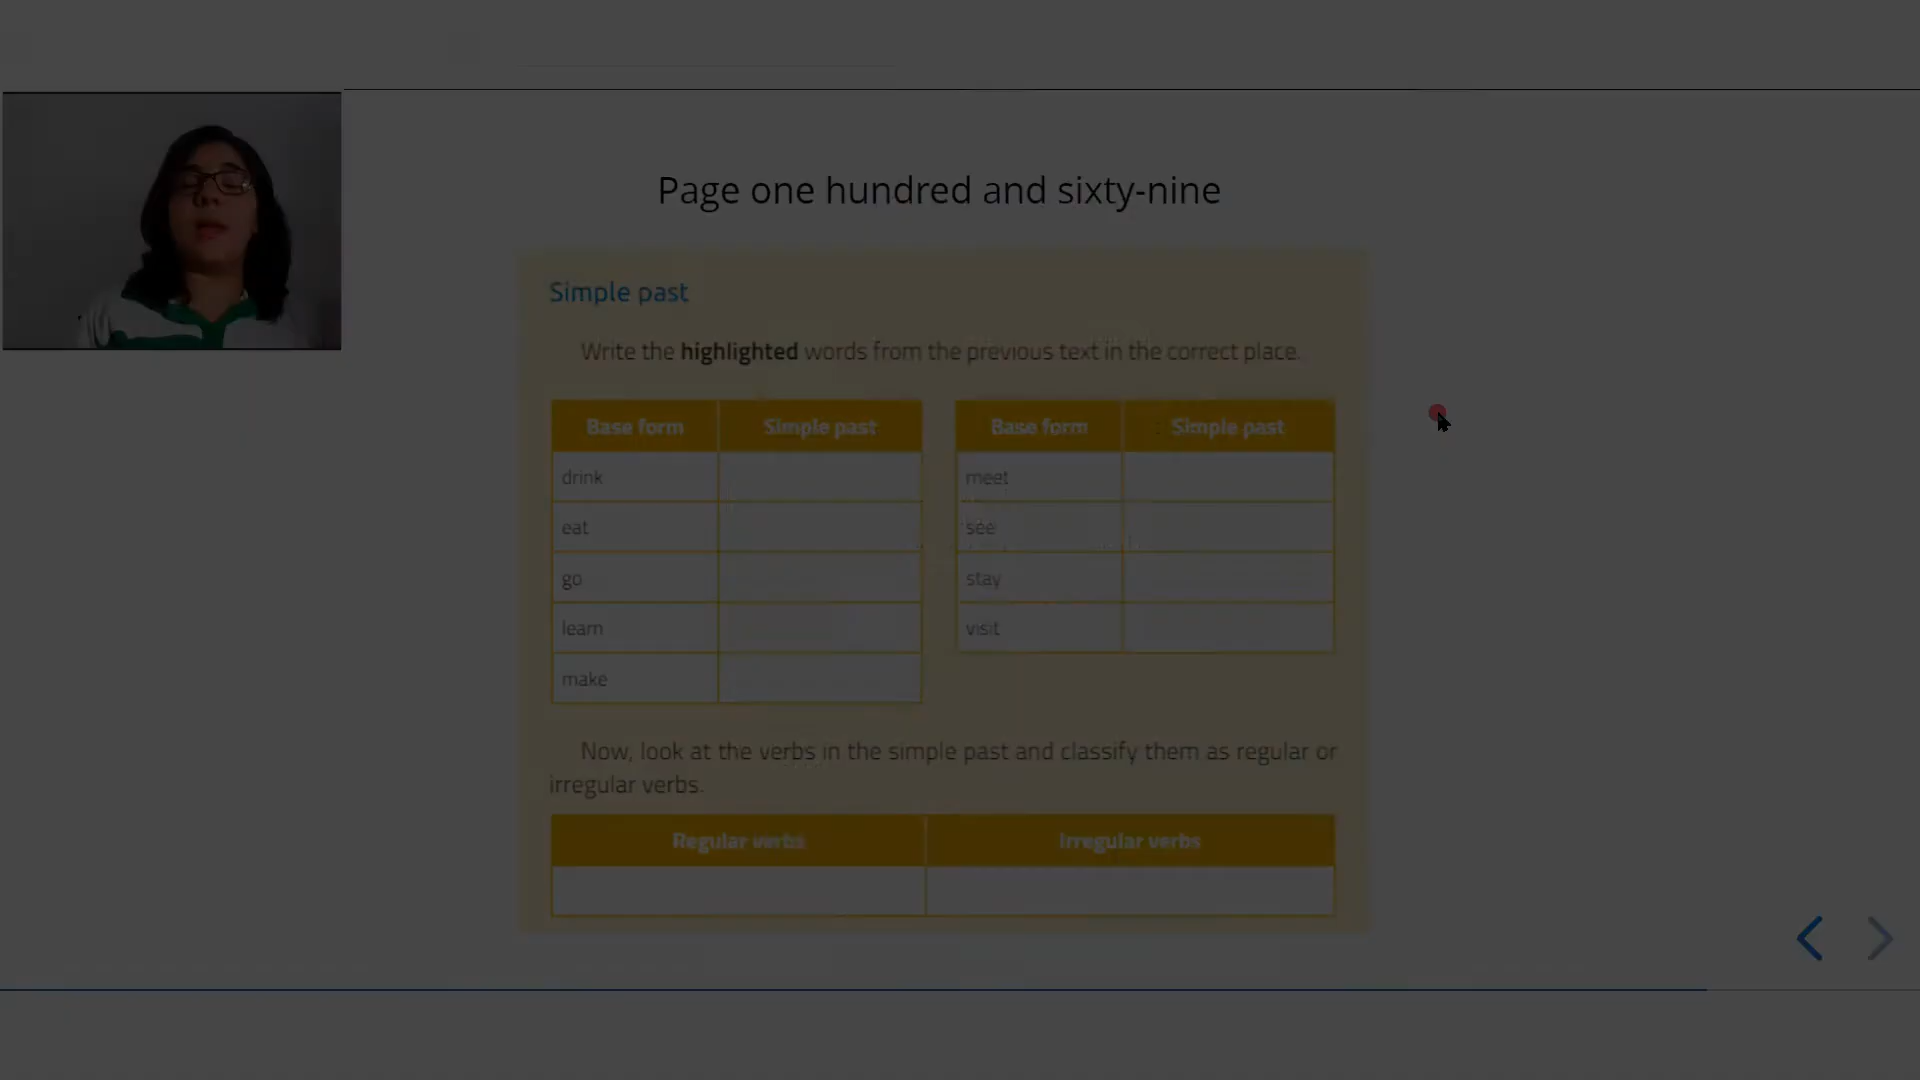 Page one hundred and sixty-nine
Simple past
Write the highlighted words from the previous text in the correct place.
Base form Simple past
drink
eat
go
learn
make
Base form Simple past
meet
see
stay
visit
Now, look at the verbs in the simple past and classify them as regular or
irregular verbs.
Regular verbs Irregular verbs